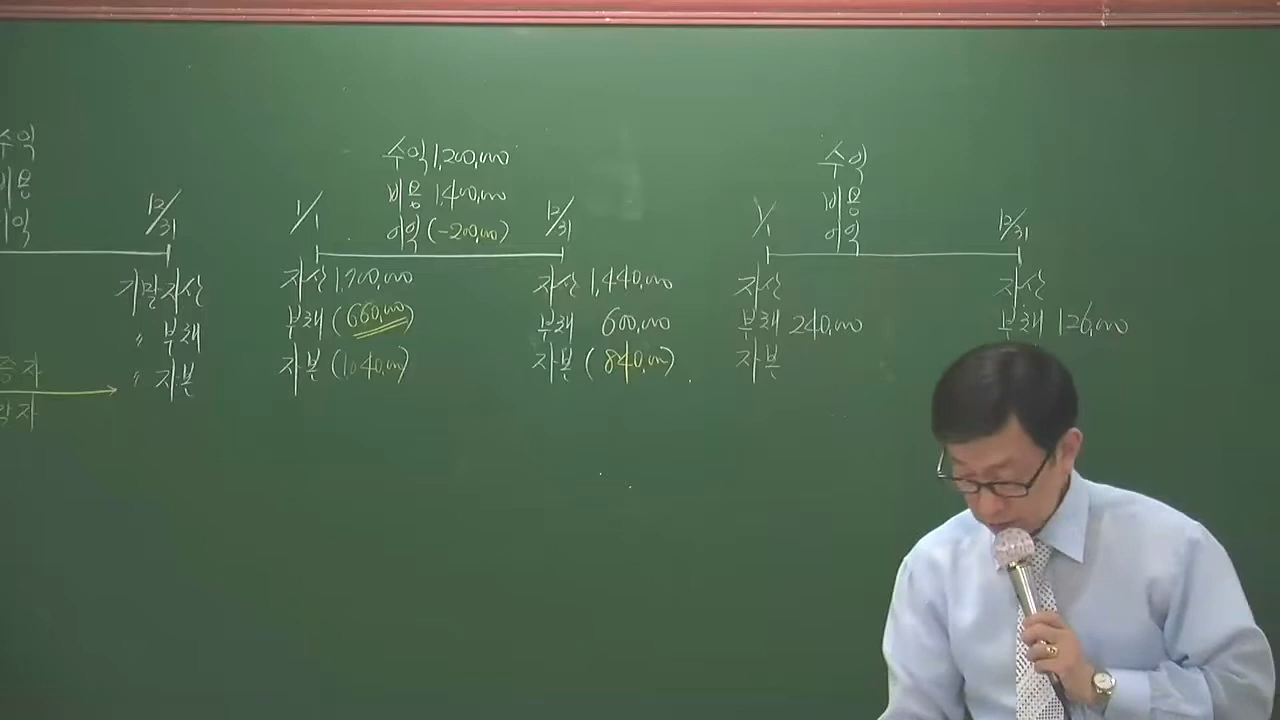 수익
비용
이익
12/31
기말자산
〃 부채
〃 자본
증자
감자
수익 1,200,000
비용 1,400,000
이익 (-200,000)
1/1
12/31
자산 1,700,000
부채 (660,000)
자본 (1,040,000)
자산 1,440,000
부채 600,000
자본 (840,000)
수익
비용
이익
1/1
12/31
자산
부채 240,000
자본
자산
부채 126,000